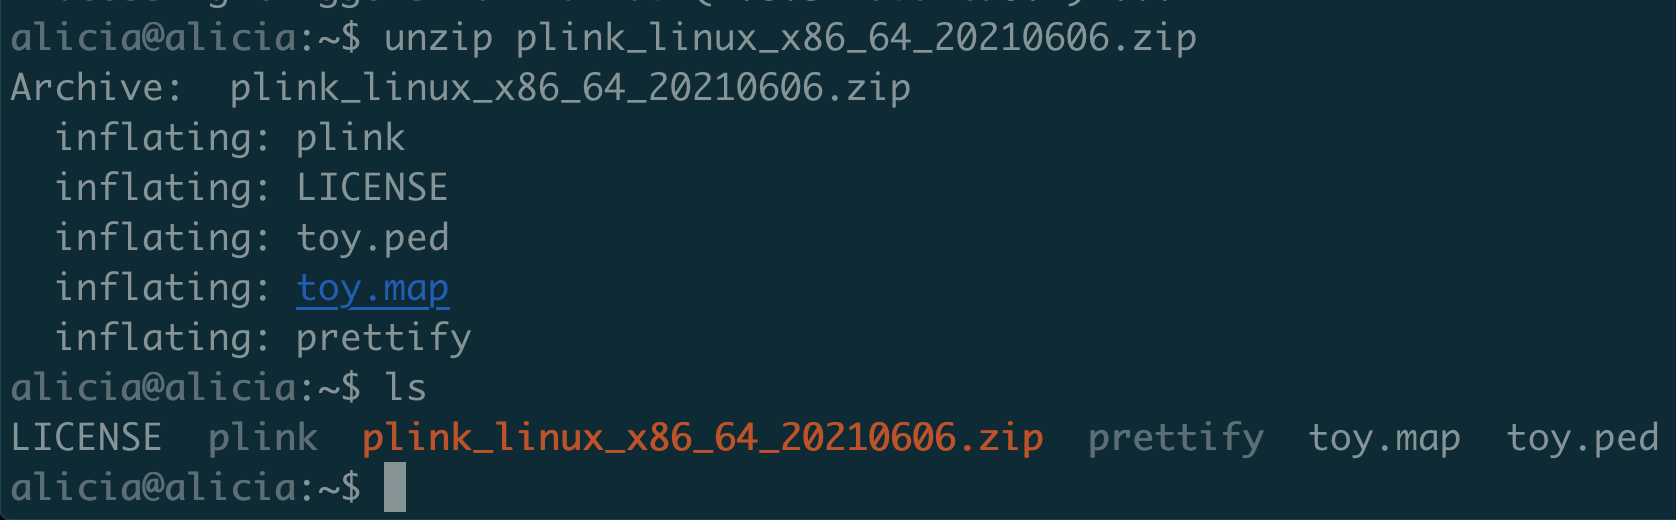 alicia@alicia:~$ unzip plink_linux_x86_64_20210606.zip
Archive:  plink_linux_x86_64_20210606.zip
  inflating: plink
  inflating: LICENSE
  inflating: toy.ped
  inflating: toy.map
  inflating: prettify
alicia@alicia:~$ ls
LICENSE  plink  plink_linux_x86_64_20210606.zip  prettify  toy.map  toy.ped
alicia@alicia:~$